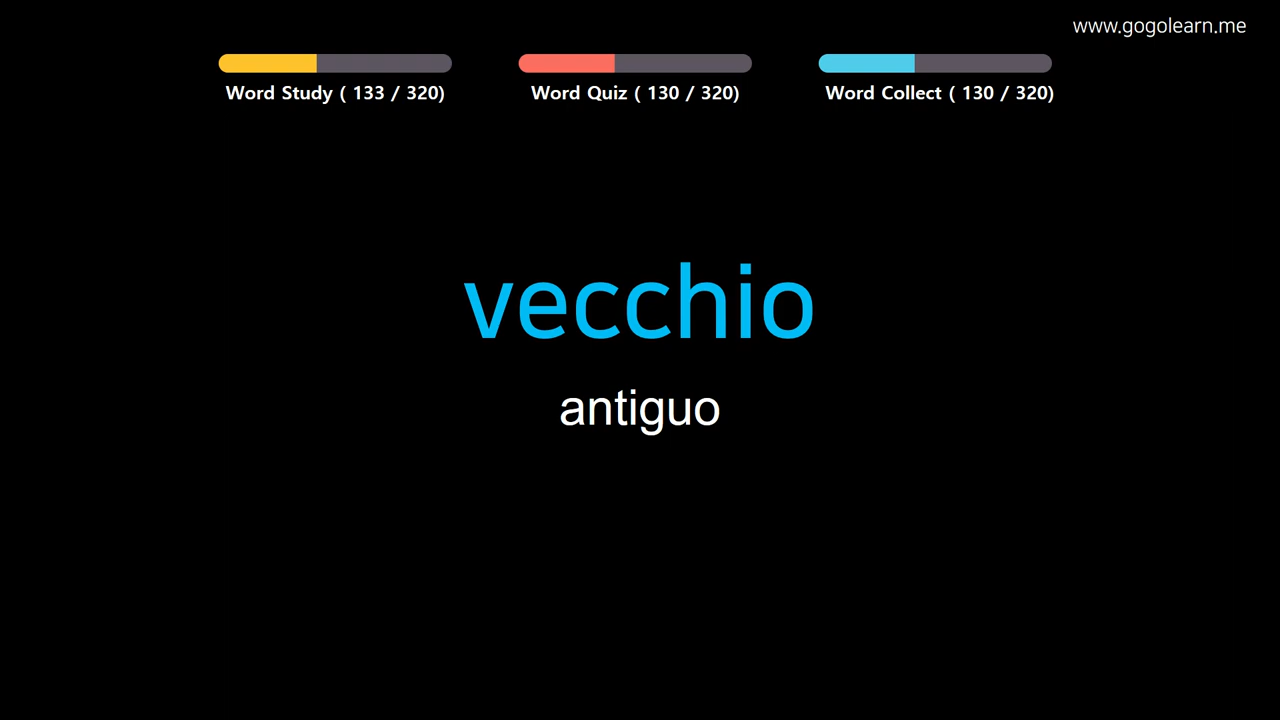 www.gogolearn.me
Word Study ( 133 / 320)
Word Quiz ( 130 / 320)
Word Collect ( 130 / 320)
vecchio
antiguo